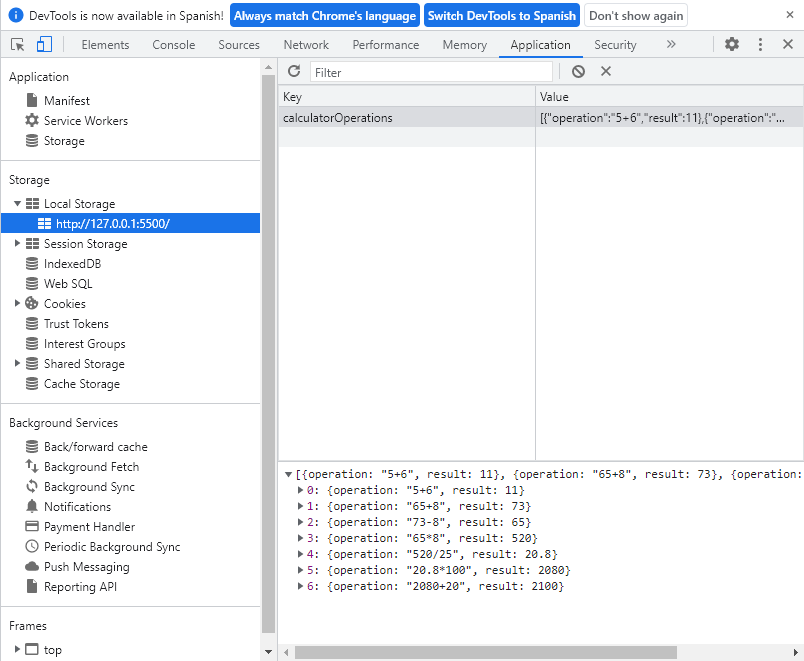 DevTools is now available in Spanish! Always match Chrome's language Switch DevTools to Spanish Don't show again
Elements Console Sources Network Performance Memory Application Security
Application
Manifest
Service Workers
Storage
Storage
Local Storage
http://127.0.0.1:5500/
Session Storage
IndexedDB
Web SQL
Cookies
Trust Tokens
Interest Groups
Shared Storage
Cache Storage
Background Services
Back/forward cache
Background Fetch
Background Sync
Notifications
Payment Handler
Periodic Background Sync
Push Messaging
Reporting API
Frames
top
Filter
Key Value
calculatorOperations [{"operation":"5+6","result":11},{"operation":"...
[{operation: "5+6", result: 11}, {operation: "65+8", result: 73}, {operation:
0: {operation: "5+6", result: 11}
1: {operation: "65+8", result: 73}
2: {operation: "73-8", result: 65}
3: {operation: "65*8", result: 520}
4: {operation: "520/25", result: 20.8}
5: {operation: "20.8*100", result: 2080}
6: {operation: "2080+20", result: 2100}